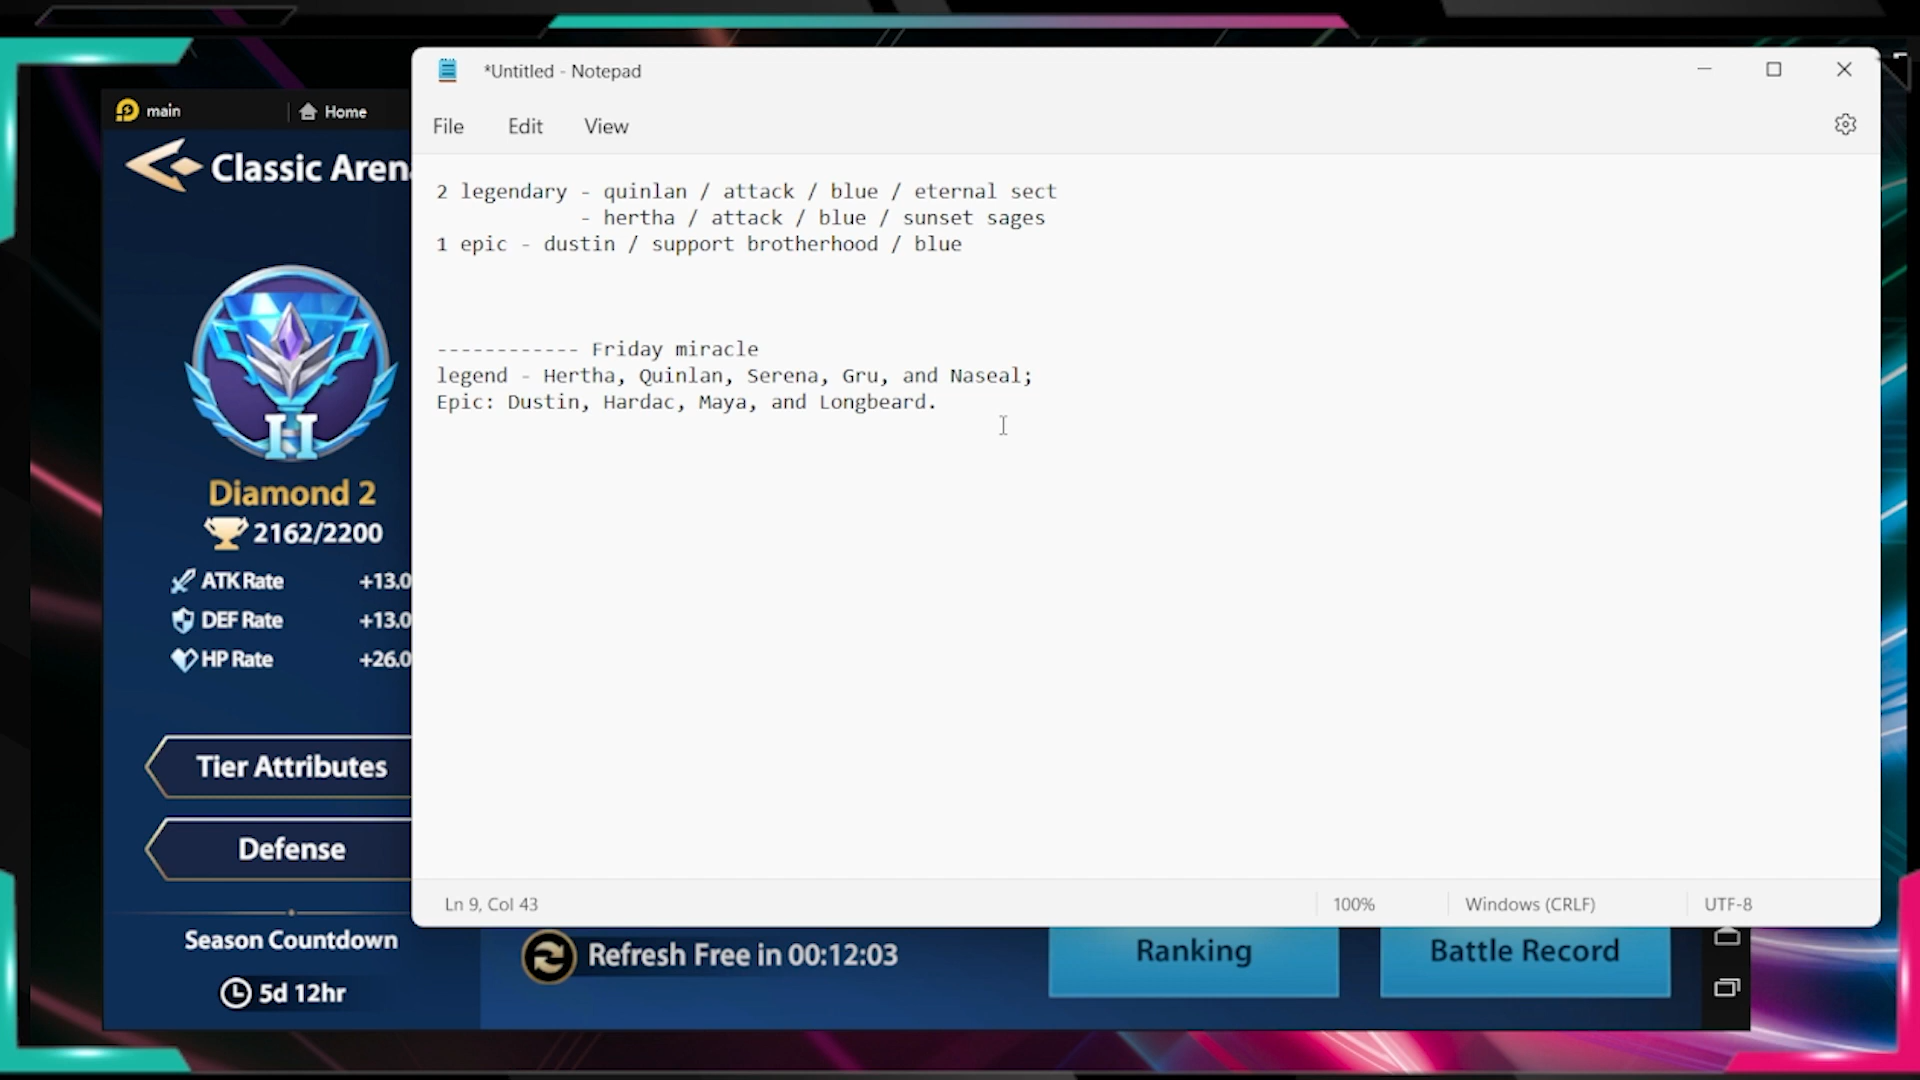 *Untitled - Notepad
main
Home
File
Edit
View
Classic Aren
2 legendary - quinlan / attack / blue / eternal sect
- hertha / attack / blue / sunset sages
1 epic - dustin / support brotherhood / blue
------------ Friday miracle
legend - Hertha, Quinlan, Serena, Gru, and Naseal;
Epic: Dustin, Hardac, Maya, and Longbeard.
II
Diamond 2
2162/2200
ATK Rate +13.0
DEF Rate +13.0
HP Rate +26.0
Tier Attributes
Defense
Ln 9, Col 43
100%
Windows (CRLF)
UTF-8
Season Countdown
5d 12hr
Refresh Free in 00:12:03
Ranking
Battle Record